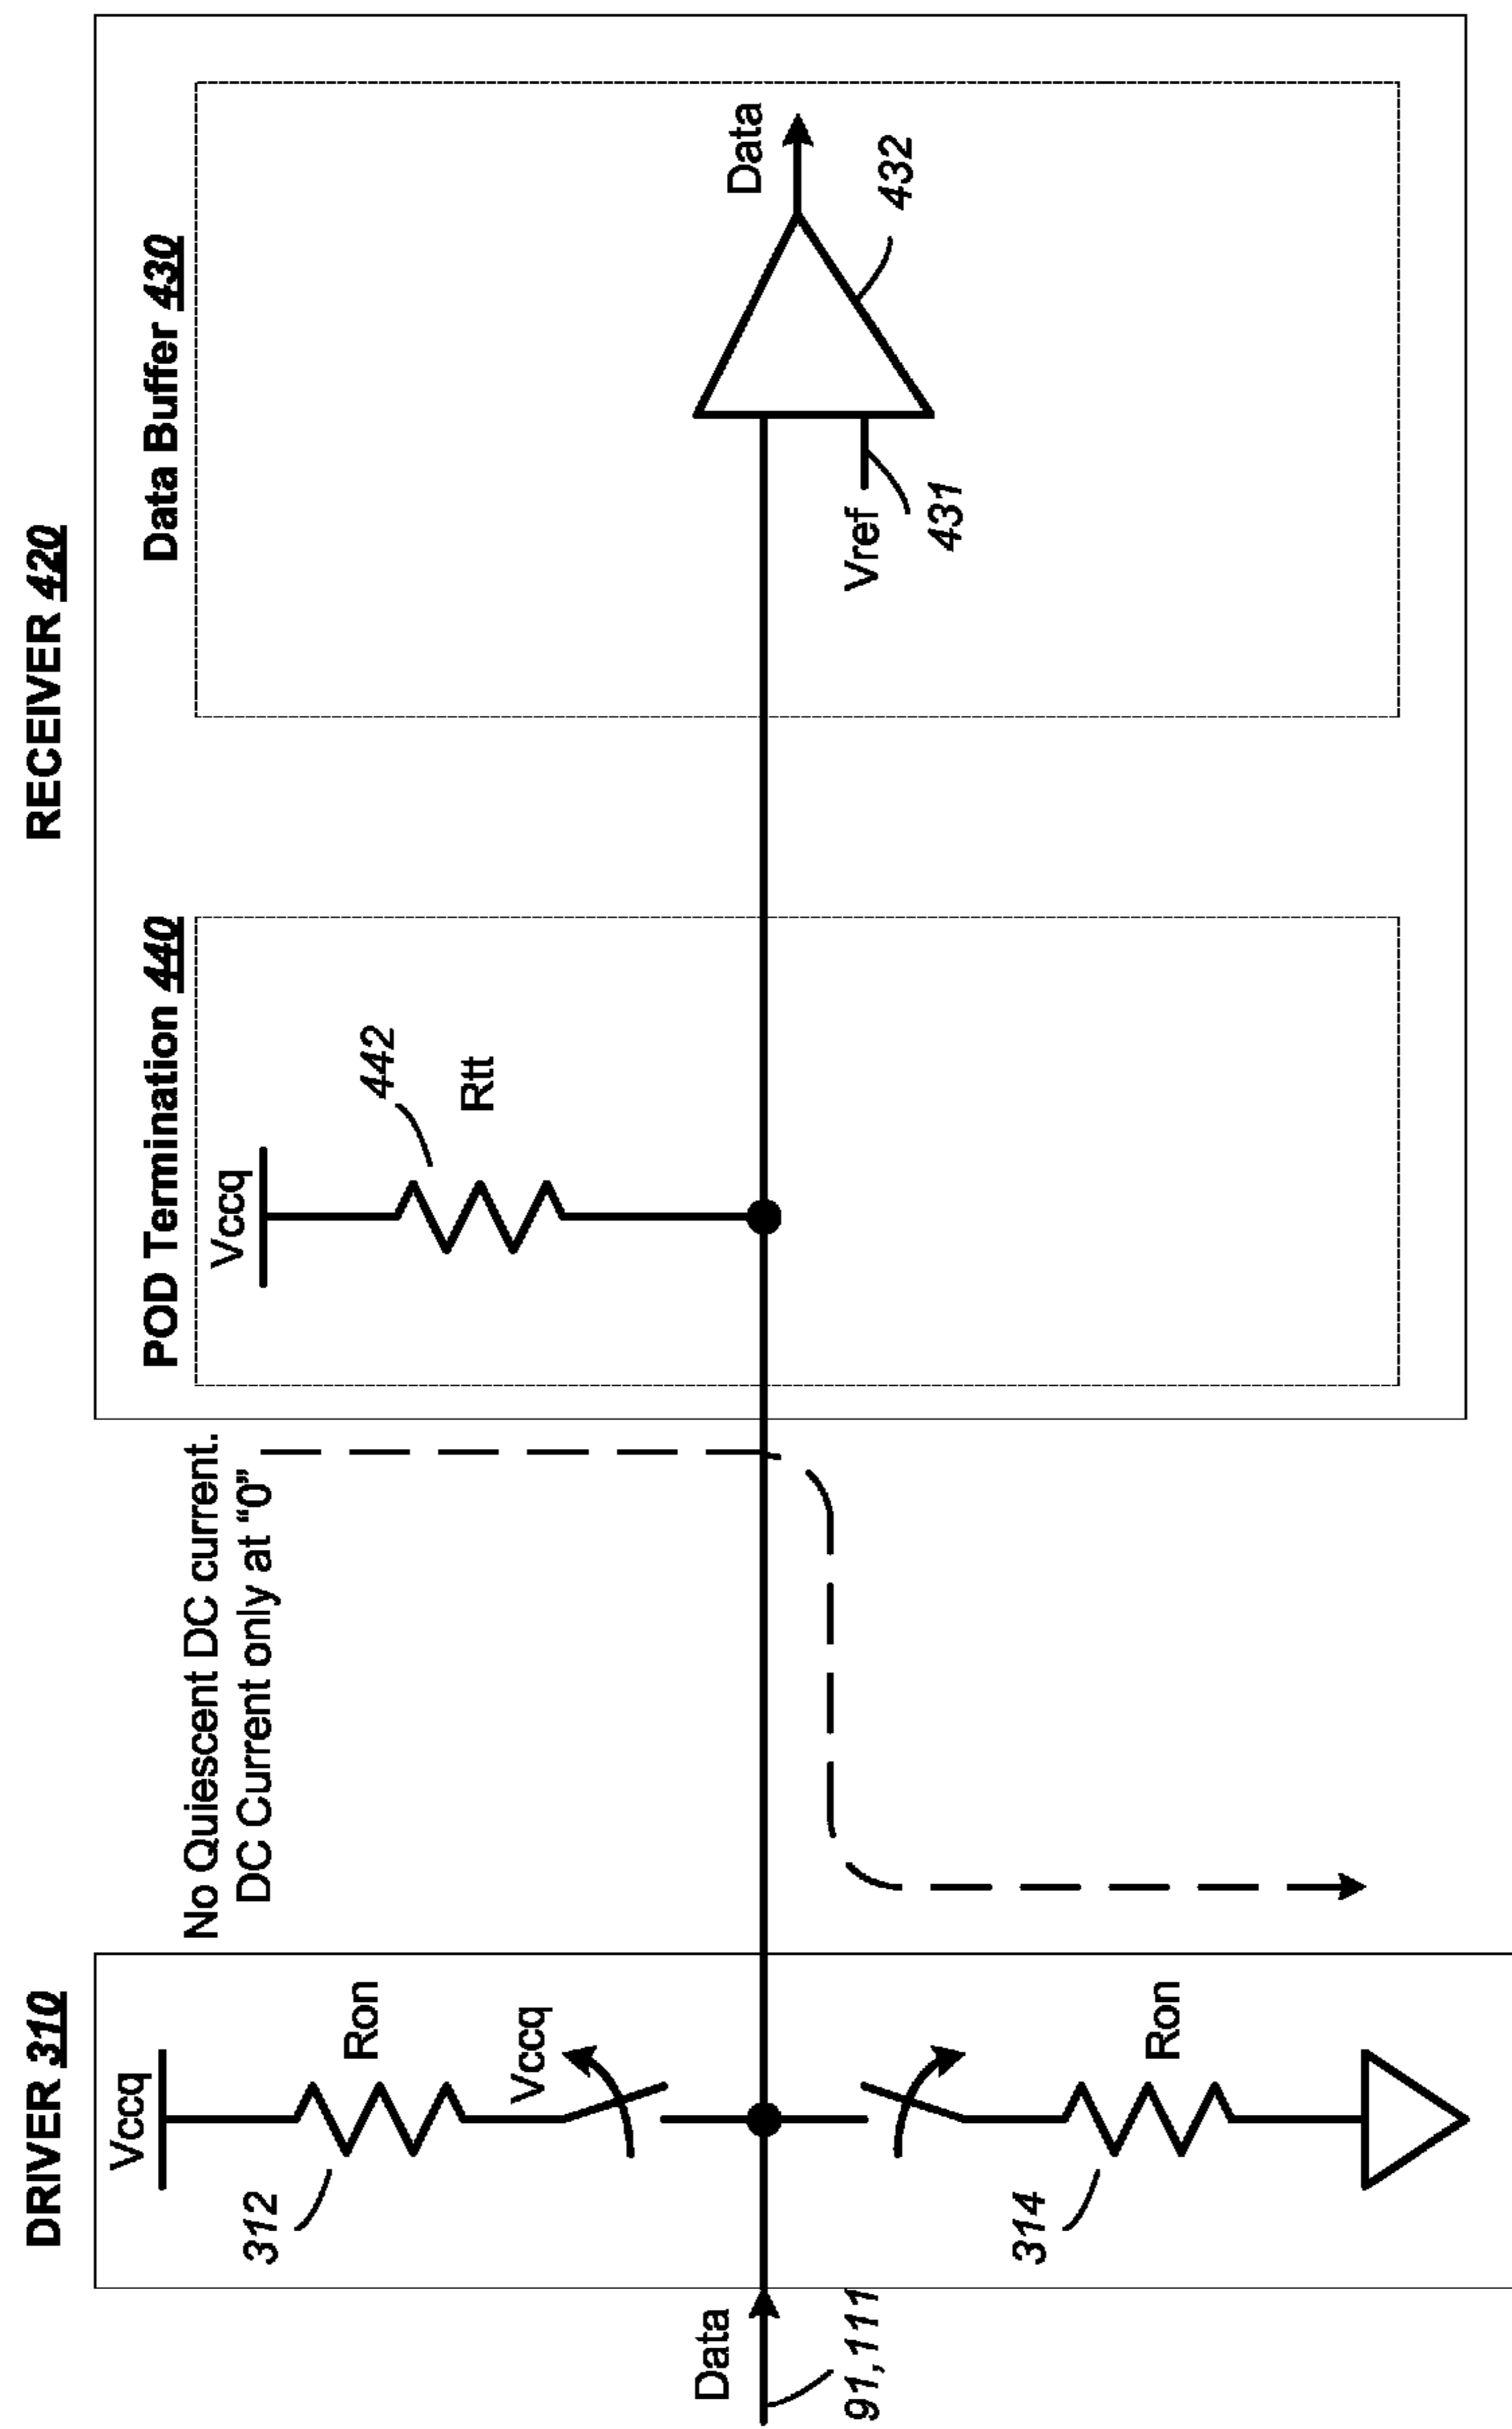 DRIVER 310
RECEIVER 420
Vccq
312
Ron
Vccq
Data
91,111
314
Ron
No Quiescent DC current.
DC Current only at “0”
POD Termination 440
Vccq
442
Rtt
Data Buffer 430
Vref
431
Data
432